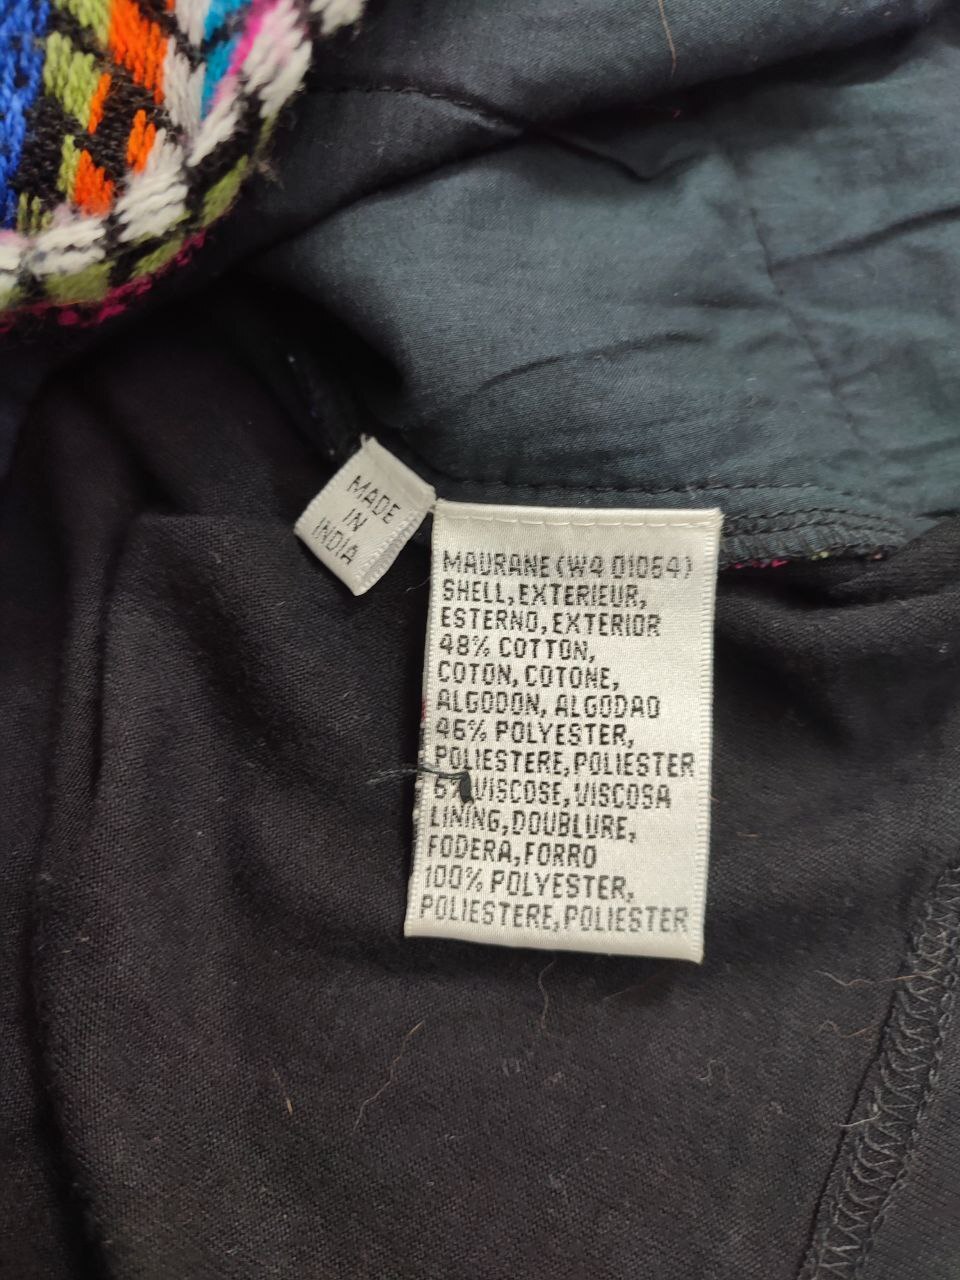 MADE
IN
INDIA
MAURANE (W4 01064)
SHELL, EXTERIEUR,
ESTERNO, EXTERIOR
48% COTTON,
COTON, COTONE,
ALGODON, ALGODAO
46% POLYESTER,
POLIESTERE, POLIESTER
6% VISCOSE, VISCOSA
LINING, DOUBLURE,
FODERA, FORRO
100% POLYESTER,
POLIESTERE, POLIESTER